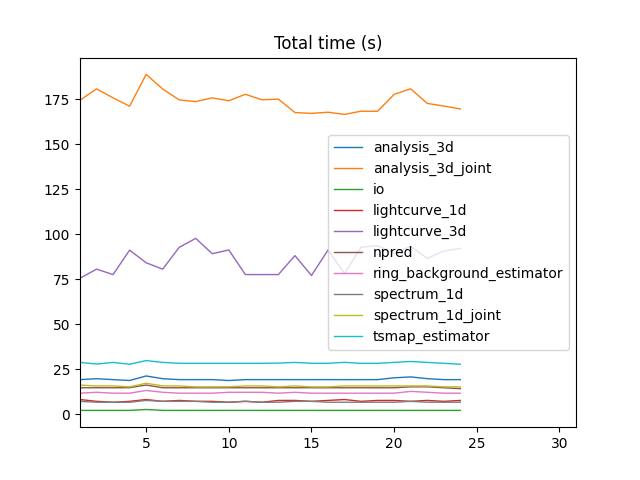 Total time (s)
175
150
125
100
75
50
25
0
analysis_3d
analysis_3d_joint
io
lightcurve_1d
lightcurve_3d
npred
ring_background_estimator
spectrum_1d
spectrum_1d_joint
tsmap_estimator
5 10 15 20 25 30